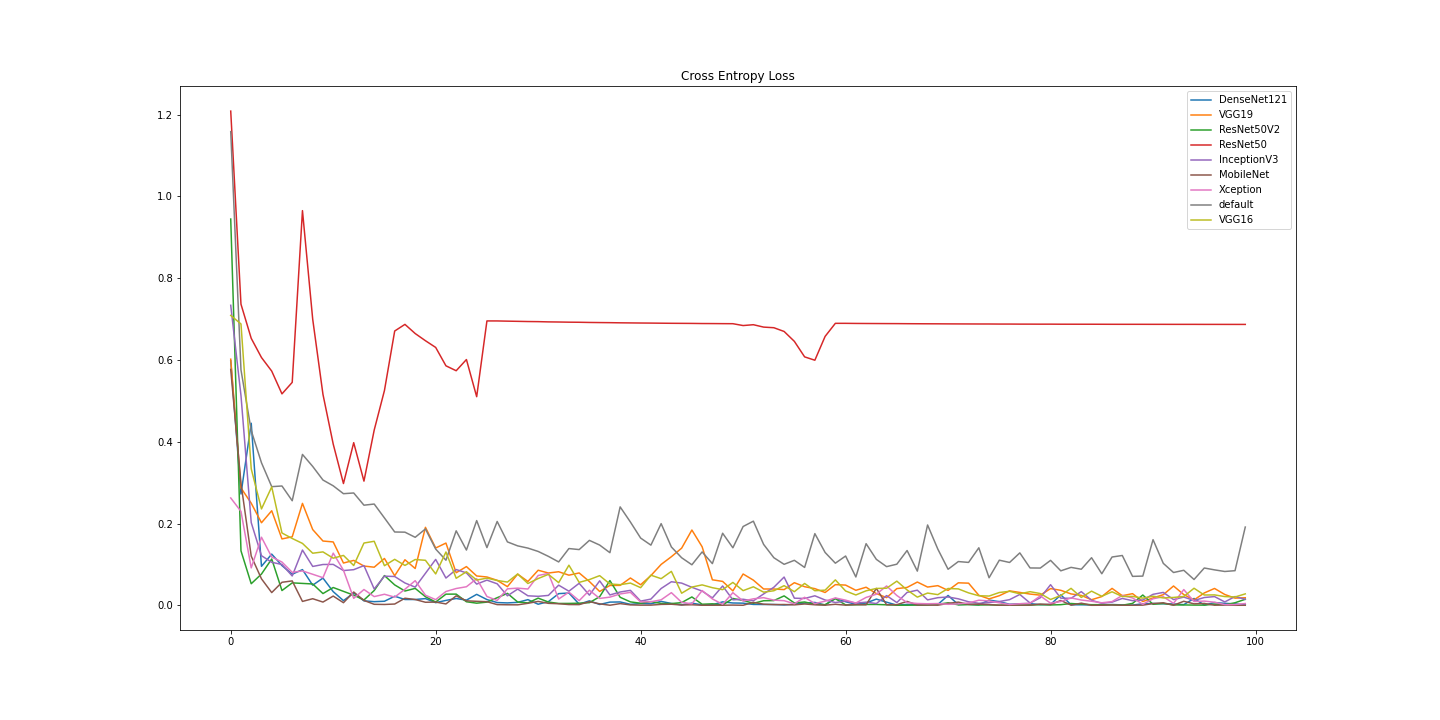 Cross Entropy Loss
1.2
1.0
0.8
0.6
0.4
0.2
0.0
0
20
40
60
80
100
DenseNet121
VGG19
ResNet50V2
ResNet50
InceptionV3
MobileNet
Xception
default
VGG16